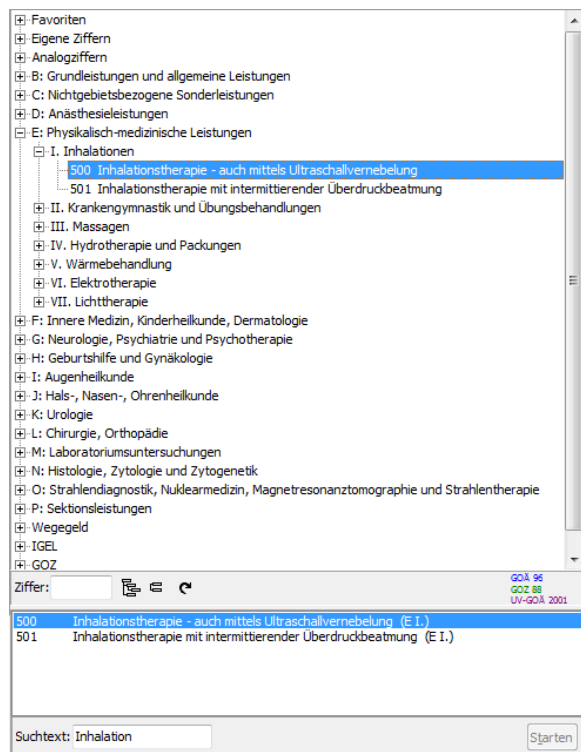 Favoriten
Eigene Ziffern
Analogziffern
B: Grundleistungen und allgemeine Leistungen
C: Nichtgebietsbezogene Sonderleistungen
D: Anästhesieleistungen
E: Physikalisch-medizinische Leistungen
I. Inhalationen
500 Inhalationstherapie - auch mittels Ultraschallvernebelung
501 Inhalationstherapie mit intermittierender Überdruckbeatmung
II. Krankengymnastik und Übungsbehandlungen
III. Massagen
IV. Hydrotherapie und Packungen
V. Wärmebehandlung
VI. Elektrotherapie
VII. Lichttherapie
F: Innere Medizin, Kinderheilkunde, Dermatologie
G: Neurologie, Psychiatrie und Psychotherapie
H: Geburtshilfe und Gynäkologie
I: Augenheilkunde
J: Hals-, Nasen-, Ohrenheilkunde
K: Urologie
L: Chirurgie, Orthopädie
M: Laboratoriumsuntersuchungen
N: Histologie, Zytologie und Zytogenetik
O: Strahlendiagnostik, Nuklearmedizin, Magnetresonanztomographie und Strahlentherapie
P: Sektionsleistungen
Wegegeld
IGEL
GOZ
Ziffer:
GOÄ 96
GOZ 88
UV-GOÄ 2001
500 Inhalationstherapie - auch mittels Ultraschallvernebelung (E I.)
501 Inhalationstherapie mit intermittierender Überdruckbeatmung (E I.)
Suchtext: Inhalation Starten